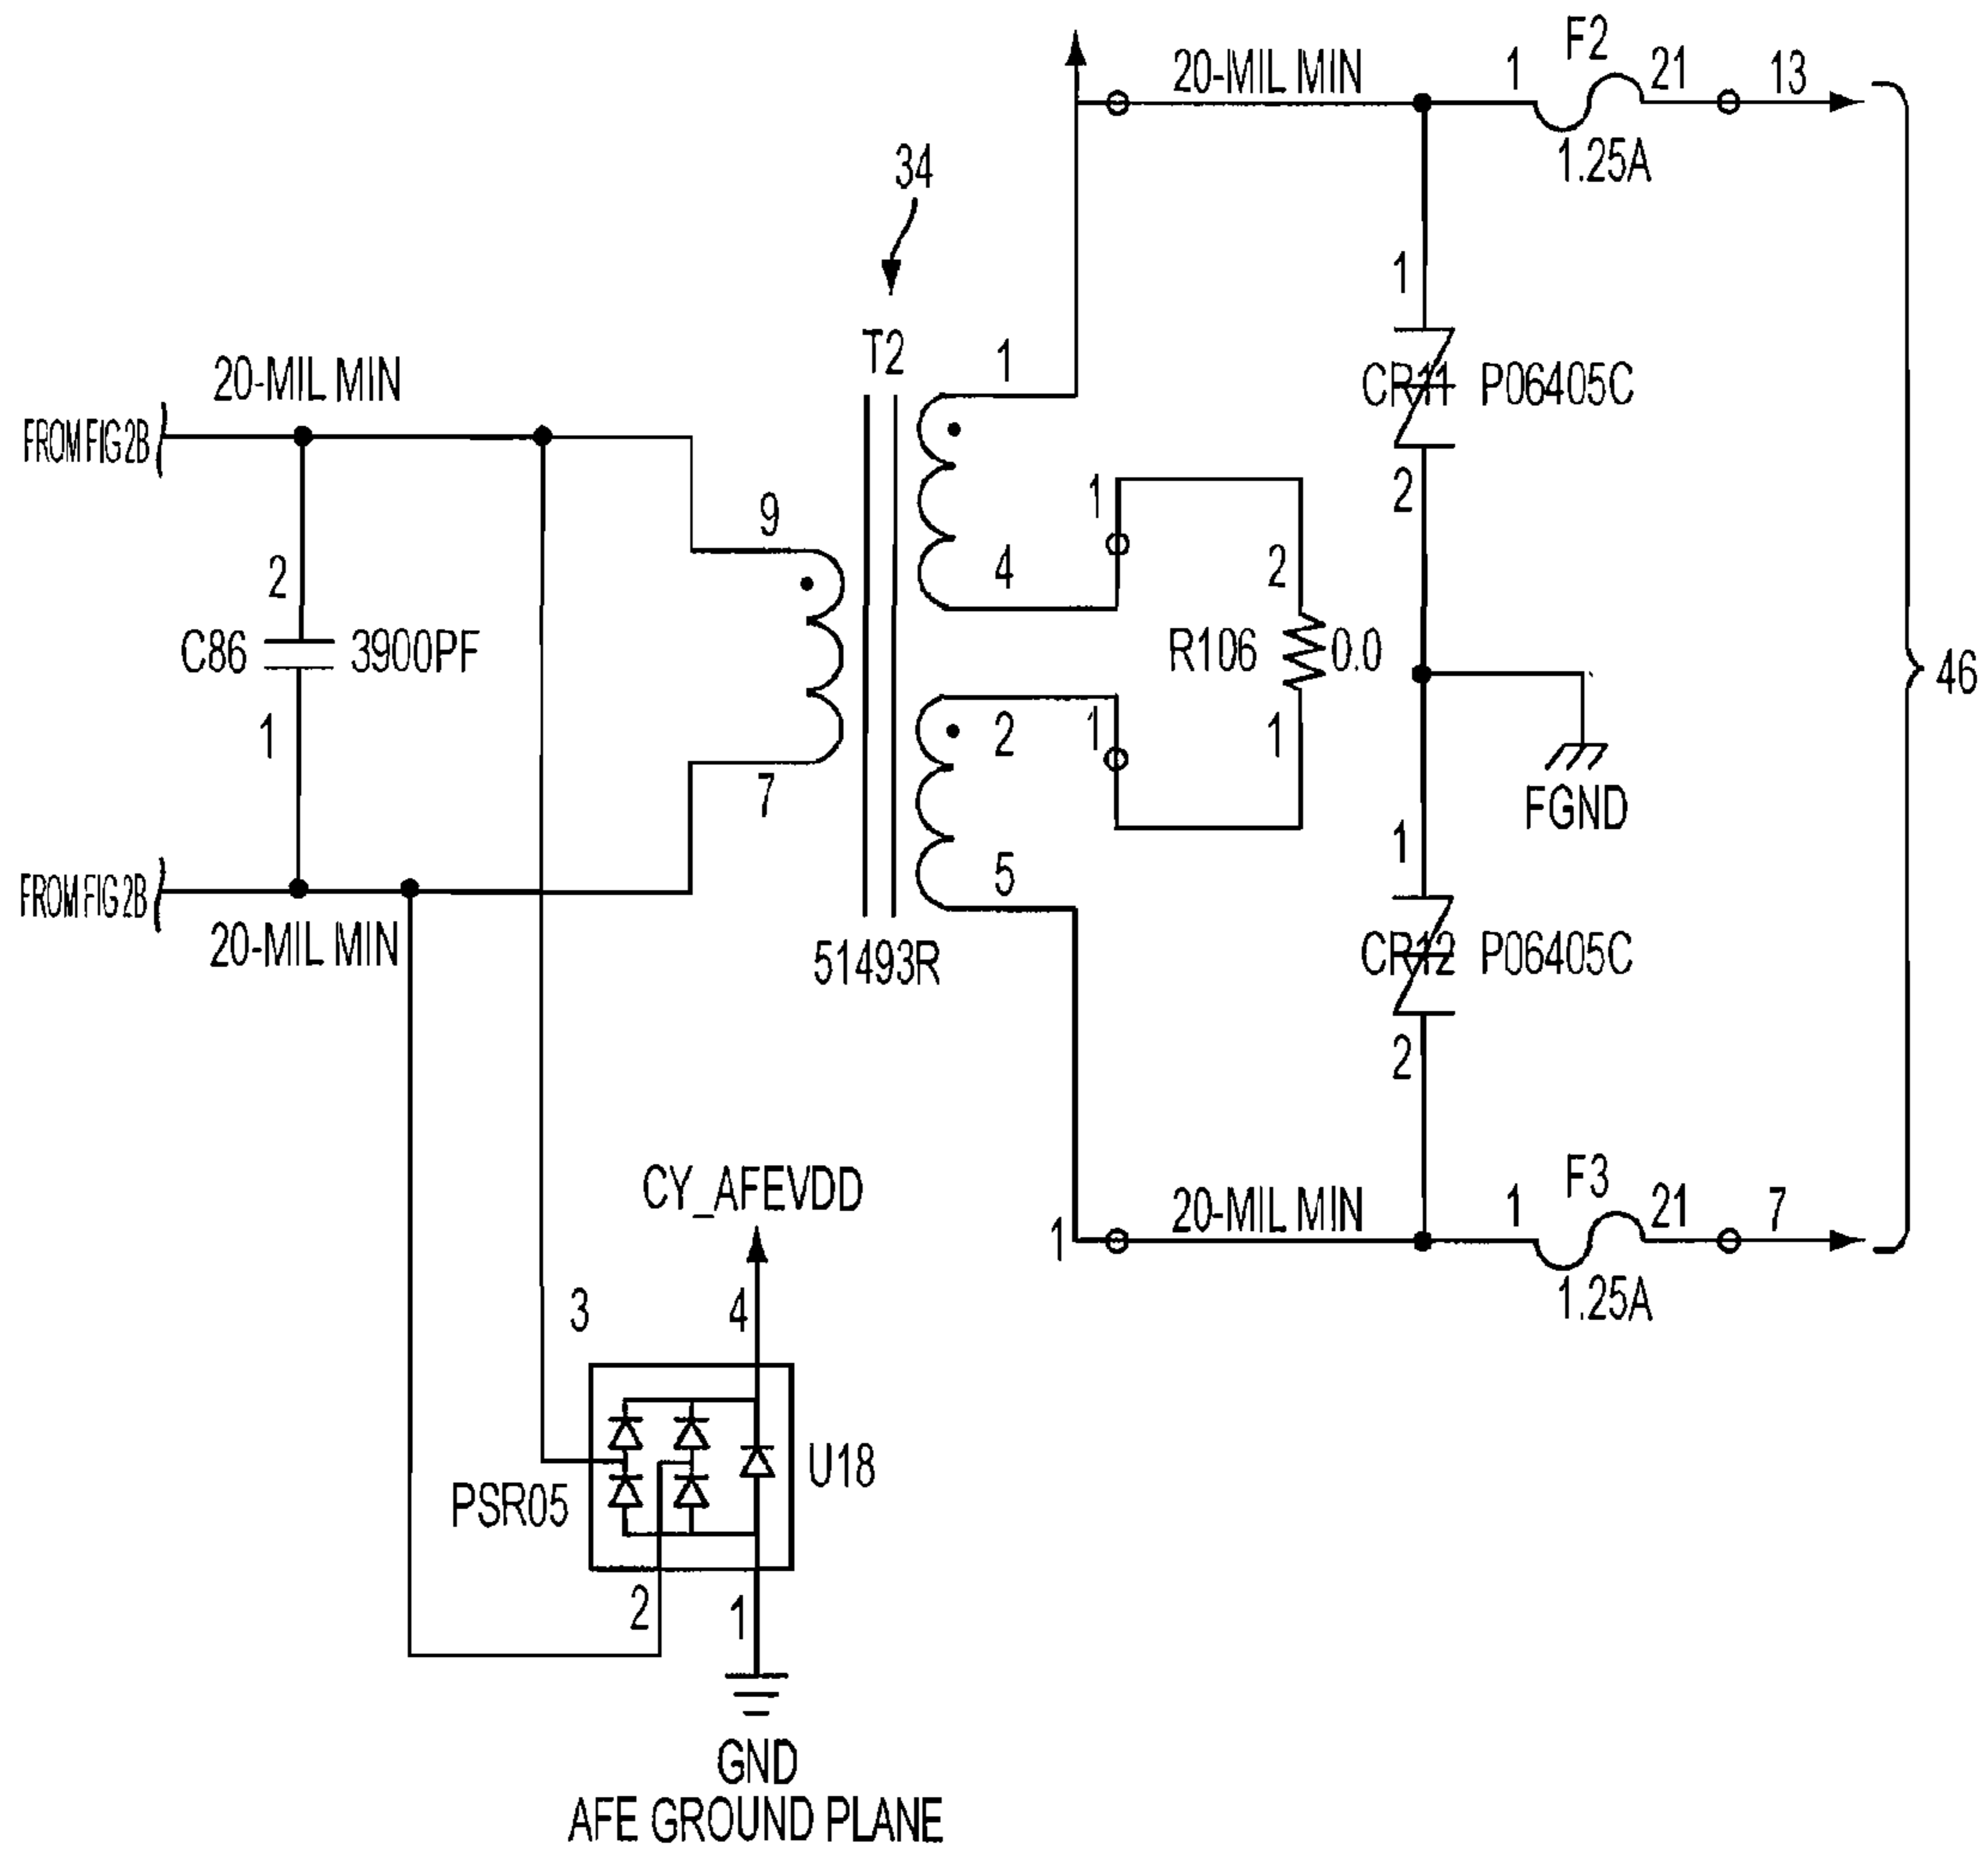 F2
20-MIL MIN 1 21 13
1.25A
34
1
T2
1
20-MIL MIN
CR11 P06405C
FROM FIG 2B
2
1
9
4
2
2
C86 3900PF
R106 0.0
46
1
2
1
1
7
FGND
1
5
FROM FIG 2B
20-MIL MIN
51493R
CR12 P06405C
2
CY_AFEVDD
F3
1 20-MIL MIN 1 21 7
1.25A
3
4
U18
PSR05
2
1
GND
AFE GROUND PLANE